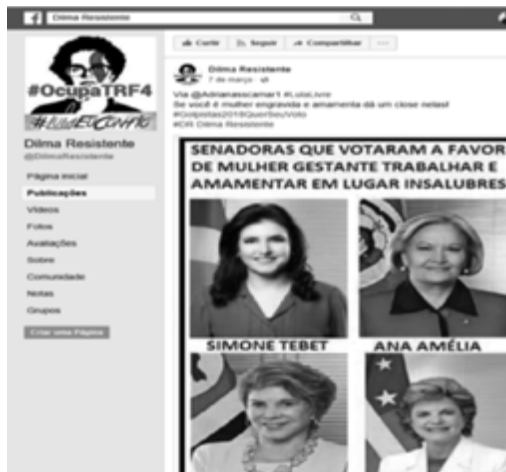 Dilma Resistente
Curtir Seguir Compartilhar ...
#OcupaTRF4
Dilma Resistente
@DilmaResistente
Página inicial
Publicações
Vídeos
Fotos
Avaliações
Sobre
Comunidade
Notas
Grupos
Criar uma Página
Dilma Resistente
7 de março
Via @Adrianasscamar1 #LulaLivre
Se você é mulher engravida e amamenta dá um close nelas!
#Golpistas2018QuerSeuVoto
#DR Dilma Resistente
SENADORAS QUE VOTARAM A FAVOR
DE MULHER GESTANTE TRABALHAR E
AMAMENTAR EM LUGAR INSALUBRES
SIMONE TEBET
ANA AMÉLIA